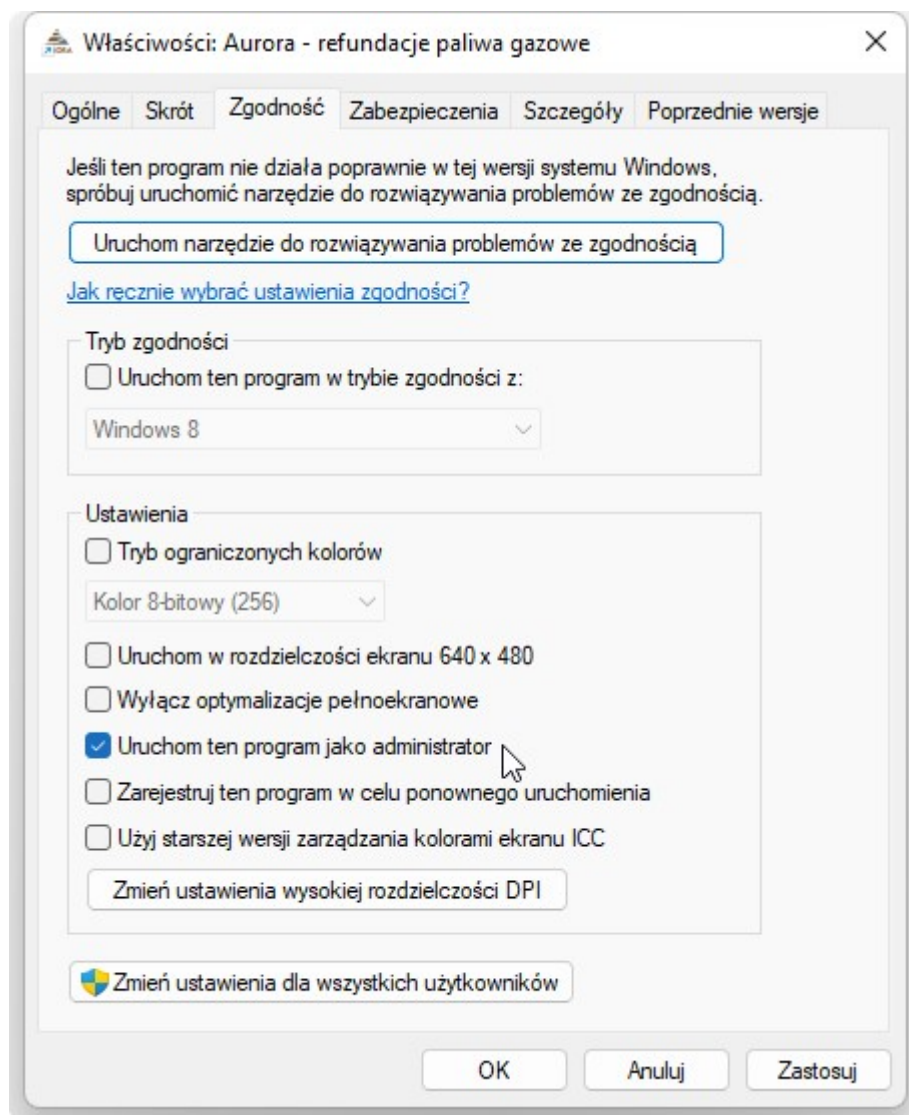 Właściwości: Aurora - refundacje paliwa gazowe
Ogólne Skrót Zgodność Zabezpieczenia Szczegóły Poprzednie wersje
Jeśli ten program nie działa poprawnie w tej wersji systemu Windows,
spróbuj uruchomić narzędzie do rozwiązywania problemów ze zgodnością.
Uruchom narzędzie do rozwiązywania problemów ze zgodnością
Jak ręcznie wybrać ustawienia zgodności?
Tryb zgodności
Uruchom ten program w trybie zgodności z:
Windows 8
Ustawienia
Tryb ograniczonych kolorów
Kolor 8-bitowy (256)
Uruchom w rozdzielczości ekranu 640 x 480
Wyłącz optymalizacje pełnoekranowe
Uruchom ten program jako administrator
Zarejestruj ten program w celu ponownego uruchomienia
Użyj starszej wersji zarządzania kolorami ekranu ICC
Zmień ustawienia wysokiej rozdzielczości DPI
Zmień ustawienia dla wszystkich użytkowników
OK Anuluj Zastosuj